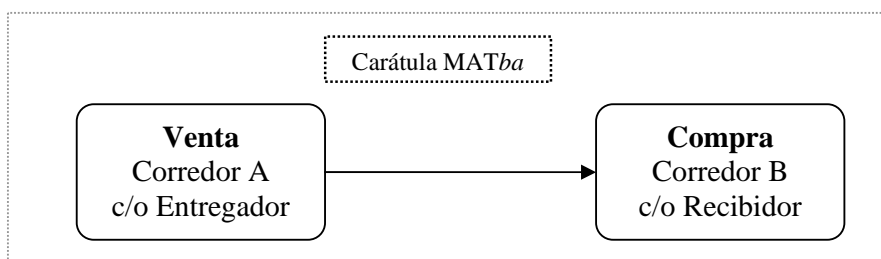 Carátula MATba
Venta
Corredor A
c/o Entregador
Compra
Corredor B
c/o Recibidor